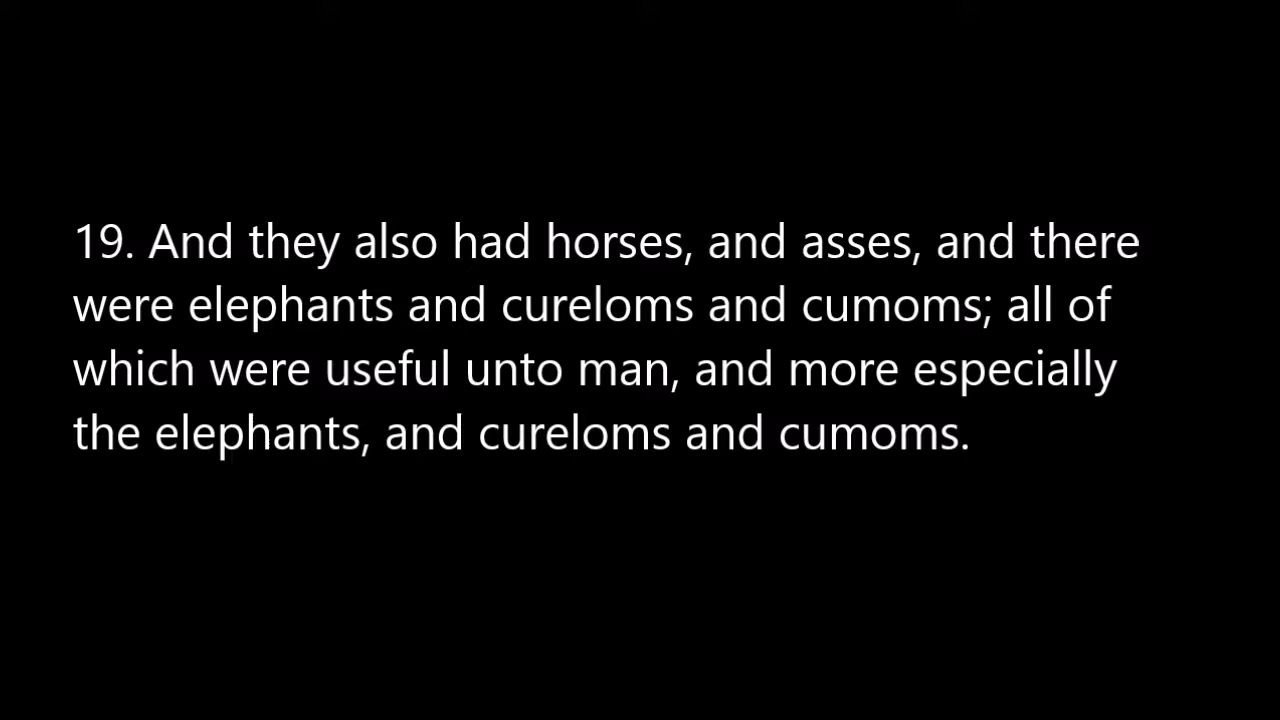 19. And they also had horses, and asses, and there
were elephants and cureloms and cumoms; all of
which were useful unto man, and more especially
the elephants, and cureloms and cumoms.